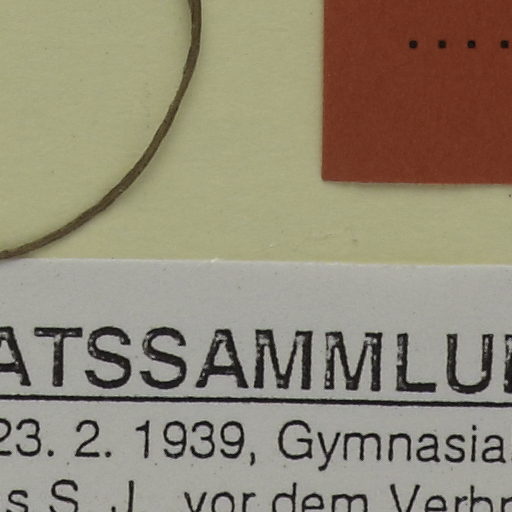 ATSSAMMLU
23. 2. 1939, Gymnasia
s S. J., vor dem Verbr